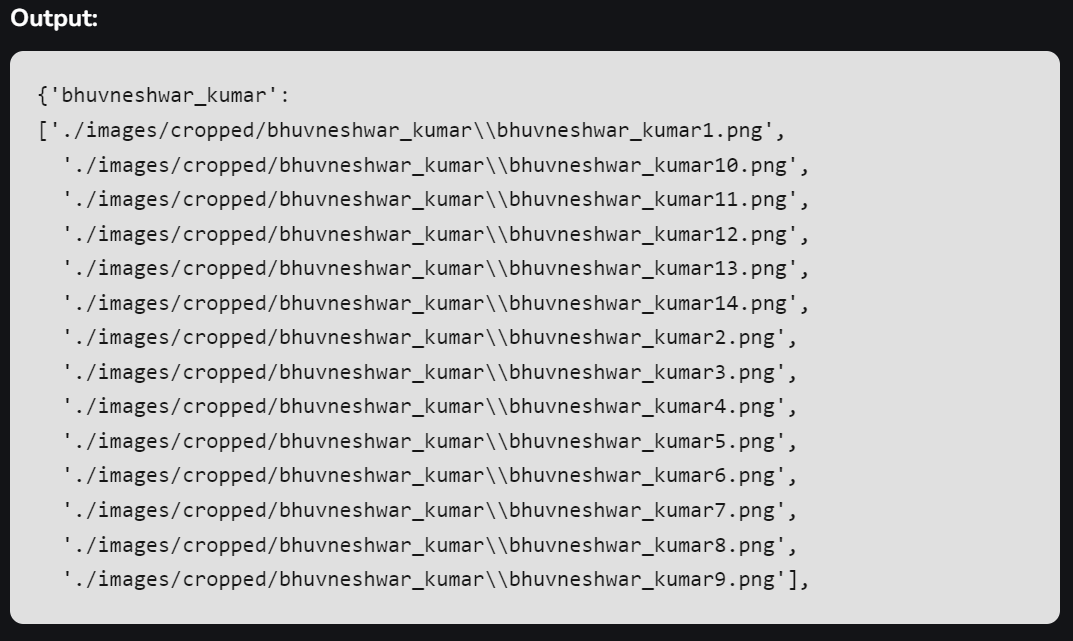 Output:
{'bhuvneshwar_kumar':
['./images/cropped/bhuvneshwar_kumar\\bhuvneshwar_kumar1.png',
'./images/cropped/bhuvneshwar_kumar\\bhuvneshwar_kumar10.png',
'./images/cropped/bhuvneshwar_kumar\\bhuvneshwar_kumar11.png',
'./images/cropped/bhuvneshwar_kumar\\bhuvneshwar_kumar12.png',
'./images/cropped/bhuvneshwar_kumar\\bhuvneshwar_kumar13.png',
'./images/cropped/bhuvneshwar_kumar\\bhuvneshwar_kumar14.png',
'./images/cropped/bhuvneshwar_kumar\\bhuvneshwar_kumar2.png',
'./images/cropped/bhuvneshwar_kumar\\bhuvneshwar_kumar3.png',
'./images/cropped/bhuvneshwar_kumar\\bhuvneshwar_kumar4.png',
'./images/cropped/bhuvneshwar_kumar\\bhuvneshwar_kumar5.png',
'./images/cropped/bhuvneshwar_kumar\\bhuvneshwar_kumar6.png',
'./images/cropped/bhuvneshwar_kumar\\bhuvneshwar_kumar7.png',
'./images/cropped/bhuvneshwar_kumar\\bhuvneshwar_kumar8.png',
'./images/cropped/bhuvneshwar_kumar\\bhuvneshwar_kumar9.png'],